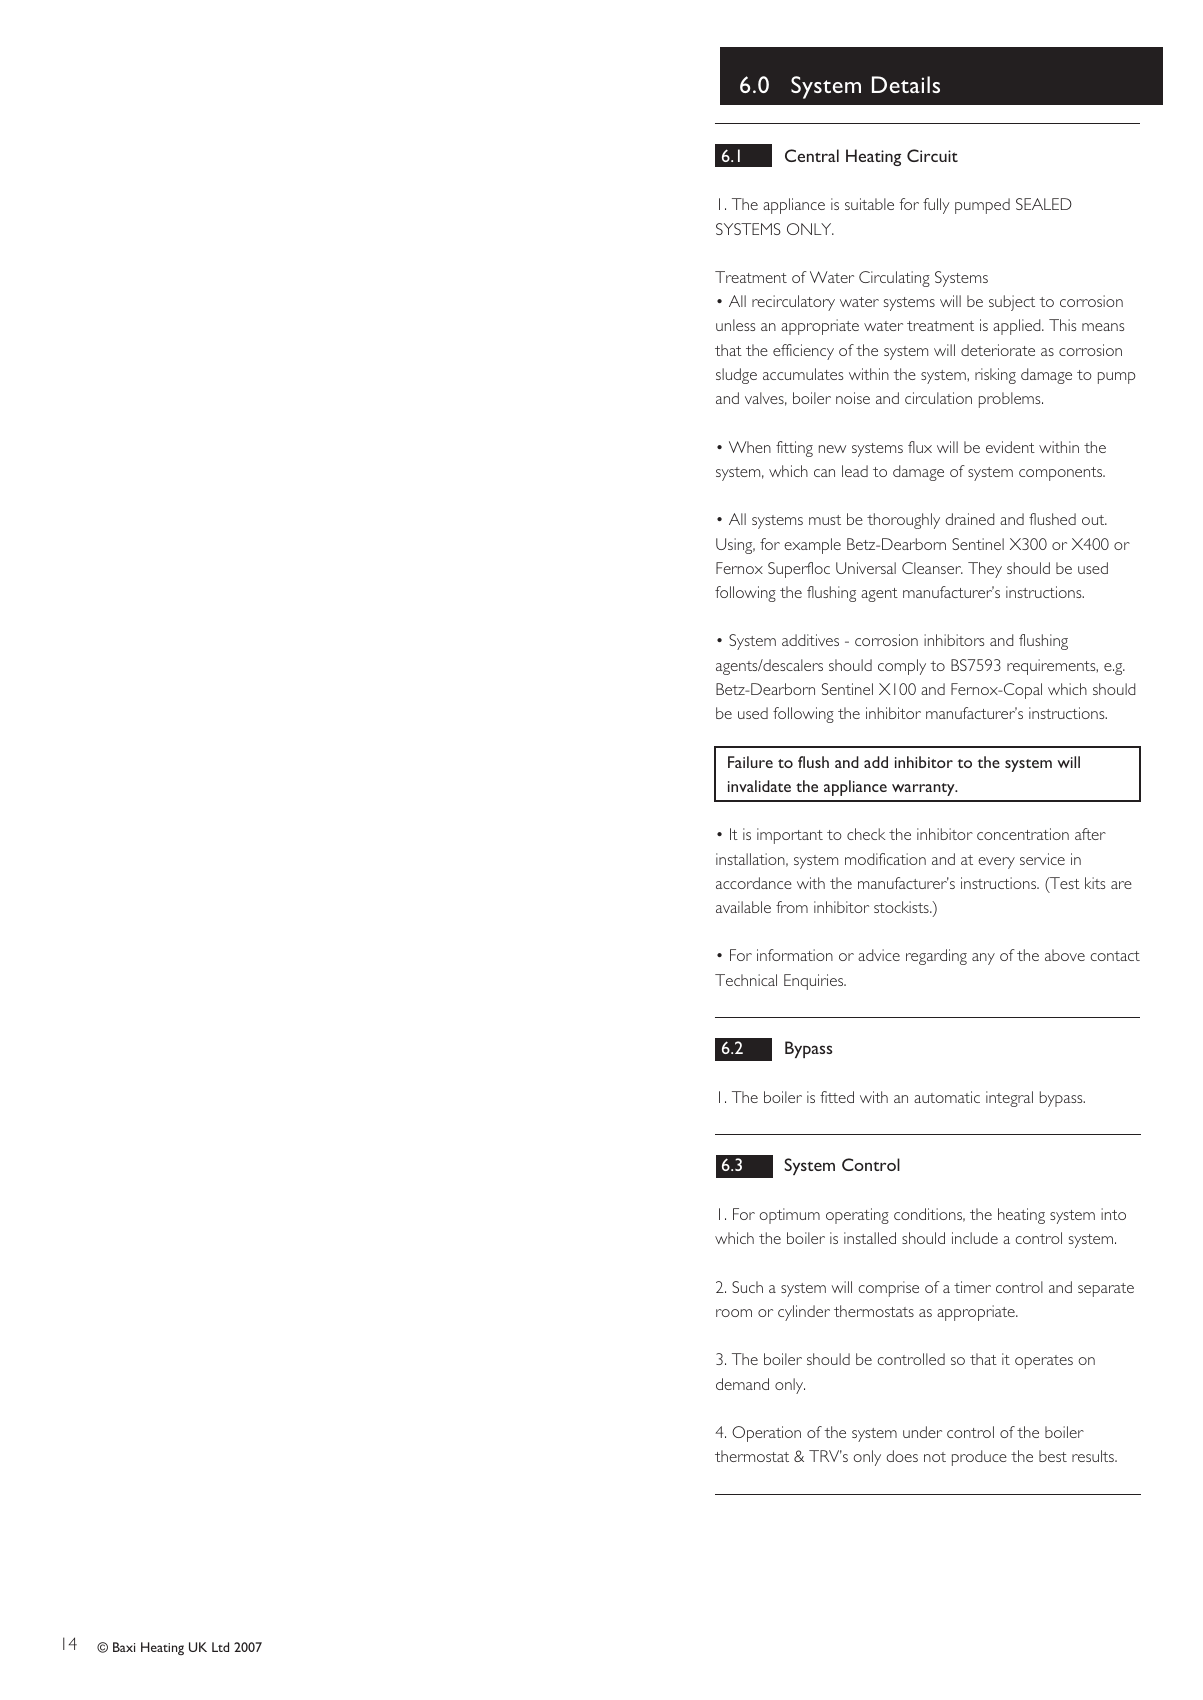 6.0 System Details
6.1 Central Heating Circuit
1. The appliance is suitable for fully pumped SEALED
SYSTEMS ONLY.
Treatment of Water Circulating Systems
• All recirculatory water systems will be subject to corrosion
unless an appropriate water treatment is applied. This means
that the efficiency of the system will deteriorate as corrosion
sludge accumulates within the system, risking damage to pump
and valves, boiler noise and circulation problems.
• When fitting new systems flux will be evident within the
system, which can lead to damage of system components.
• All systems must be thoroughly drained and flushed out.
Using, for example Betz-Dearborn Sentinel X300 or X400 or
Fernox Superfloc Universal Cleanser. They should be used
following the flushing agent manufacturer's instructions.
• System additives - corrosion inhibitors and flushing
agents/descalers should comply to BS7593 requirements, e.g.
Betz-Dearborn Sentinel X100 and Fernox-Copal which should
be used following the inhibitor manufacturer's instructions.
Failure to flush and add inhibitor to the system will
invalidate the appliance warranty.
• It is important to check the inhibitor concentration after
installation, system modification and at every service in
accordance with the manufacturer's instructions. (Test kits are
available from inhibitor stockists.)
• For information or advice regarding any of the above contact
Technical Enquiries.
6.2 Bypass
1. The boiler is fitted with an automatic integral bypass.
6.3 System Control
1. For optimum operating conditions, the heating system into
which the boiler is installed should include a control system.
2. Such a system will comprise of a timer control and separate
room or cylinder thermostats as appropriate.
3. The boiler should be controlled so that it operates on
demand only.
4. Operation of the system under control of the boiler
thermostat & TRV's only does not produce the best results.
14 © Baxi Heating UK Ltd 2007